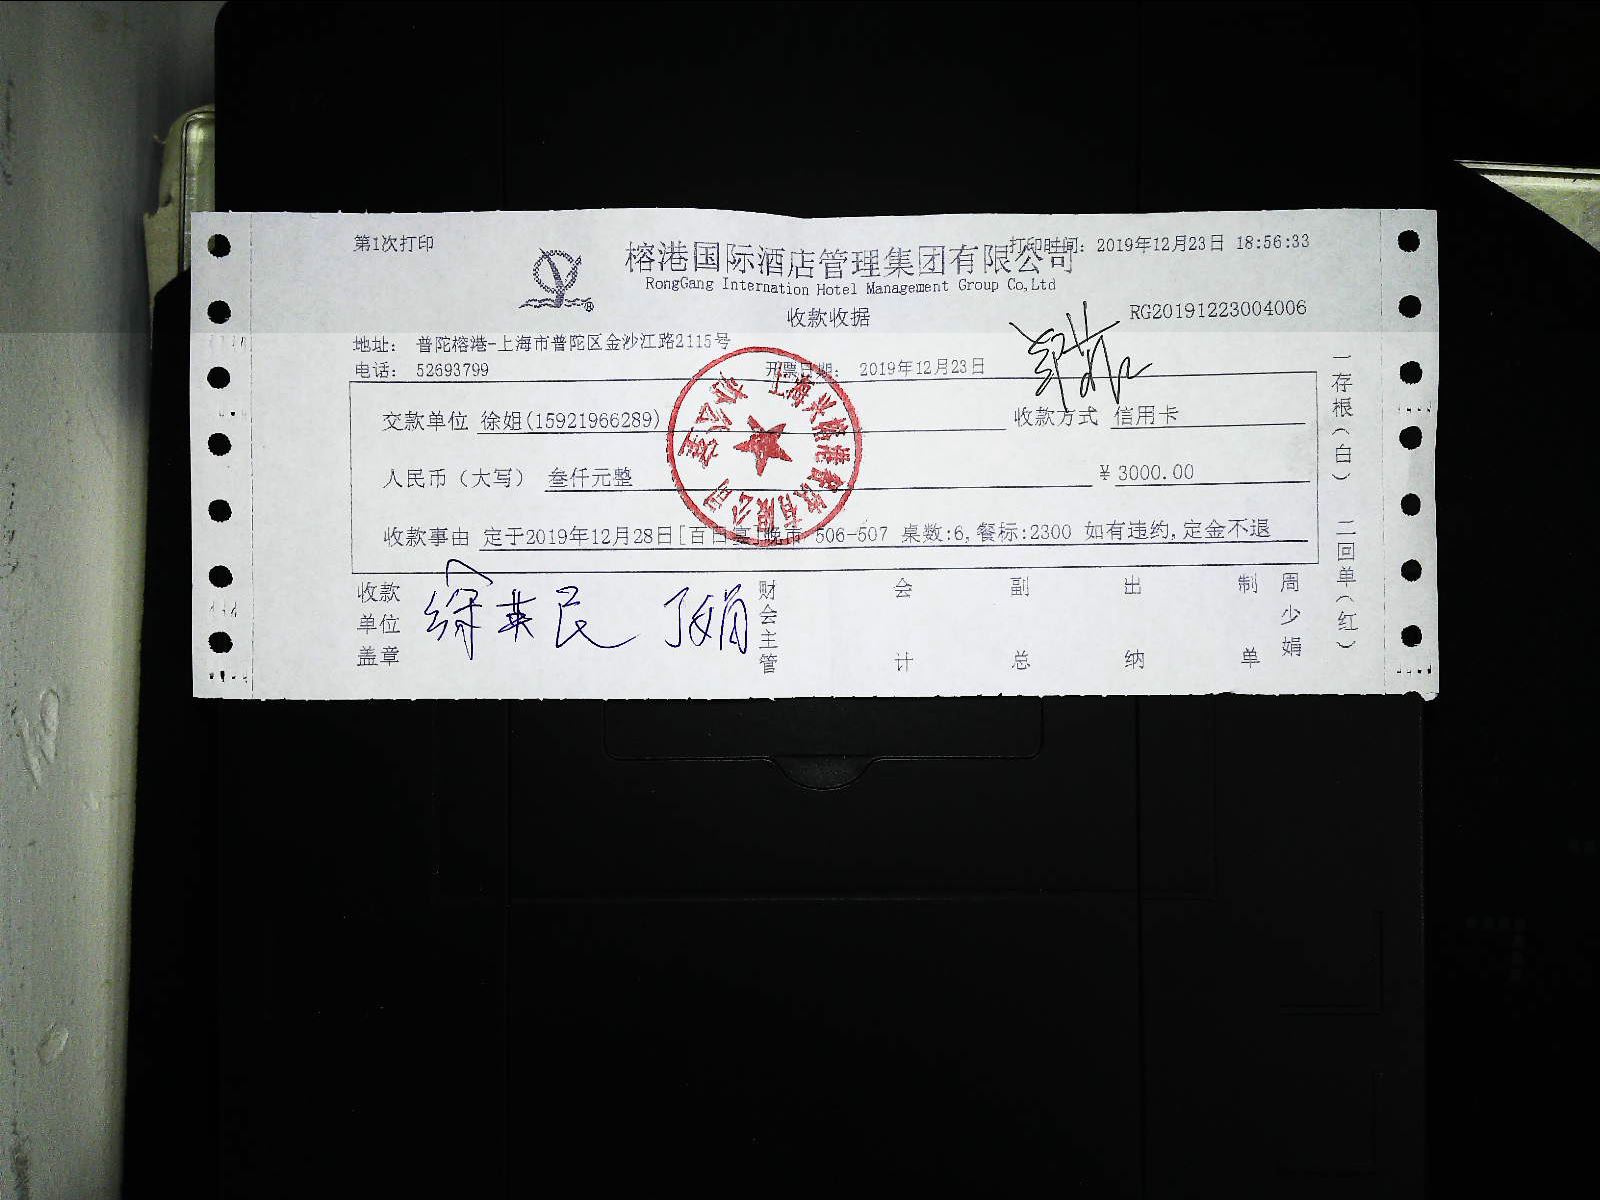 第1次打印
打印时间：2019年12月23日 18:56:33
榕港国际酒店管理集团有限公司
RongGang Internation Hotel Management Group Co,Ltd
收款收据
RG20191223004006
地址： 普陀榕港-上海市普陀区金沙江路2115号
电话： 52693799
开票日期： 2019年12月23日
交款单位 徐姐(15921966289)
收款方式 信用卡
人民币（大写） 叁仟元整
¥ 3000.00
收款事由 定于2019年12月28日[百日宴]晚市 506-507 桌数:6,餐标:2300 如有违约,定金不退
收款单位盖章
财会主管
会计
副总
出纳
制单
周少娟
一存根（白） 二回单（红）
办公室